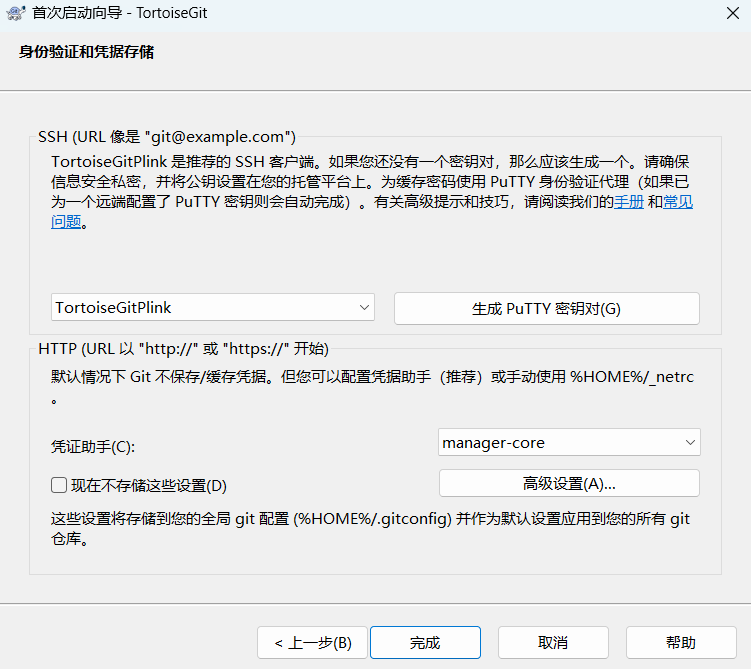 首次启动向导 - TortoiseGit
身份验证和凭据存储
SSH (URL 像是 "git@example.com")
TortoiseGitPlink 是推荐的 SSH 客户端。如果您还没有一个密钥对，那么应该生成一个。请确保
信息安全私密，并将公钥设置在您的托管平台上。为缓存密码使用 PuTTY 身份验证代理（如果已
为一个远端配置了 PuTTY 密钥则会自动完成）。有关高级提示和技巧，请阅读我们的手册 和常见
问题。
TortoiseGitPlink
生成 PuTTY 密钥对(G)
HTTP (URL 以 "http://" 或 "https://" 开始)
默认情况下 Git 不保存/缓存凭据。但您可以配置凭据助手（推荐）或手动使用 %HOME%/_netrc
。
凭证助手(C):
manager-core
现在不存储这些设置(D)
高级设置(A)...
这些设置将存储到您的全局 git 配置 (%HOME%/.gitconfig) 并作为默认设置应用到您的所有 git
仓库。
< 上一步(B)
完成
取消
帮助